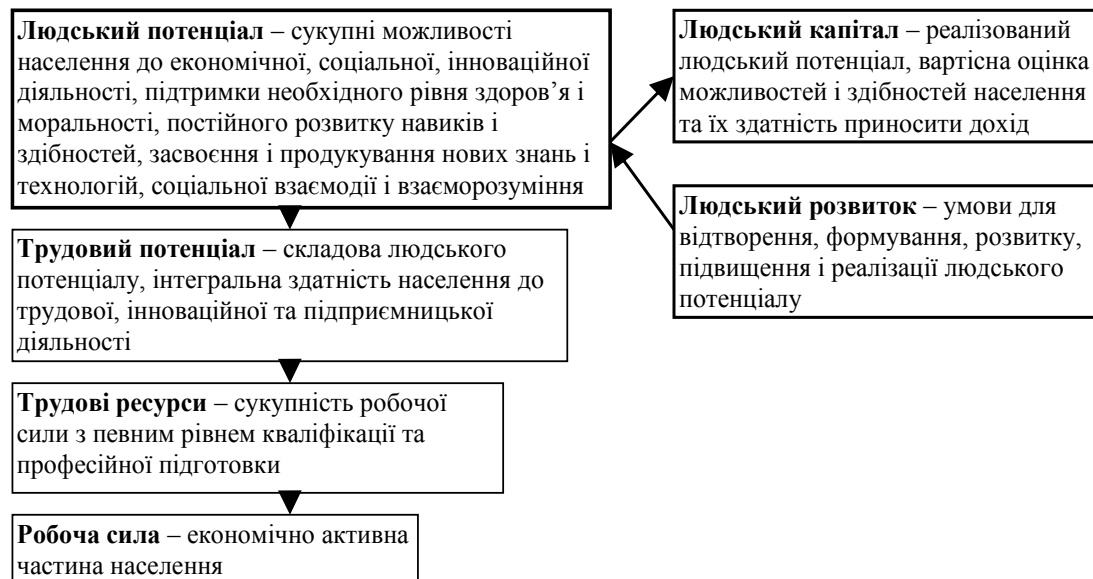 Людський потенціал – сукупні можливості
населення до економічної, соціальної, інноваційної
діяльності, підтримки необхідного рівня здоров’я і
моральності, постійного розвитку навиків і
здібностей, засвоєння і продукування нових знань і
технологій, соціальної взаємодії і взаєморозуміння
Людський капітал – реалізований
людський потенціал, вартісна оцінка
можливостей і здібностей населення
та їх здатність приносити дохід
Людський розвиток – умови для
відтворення, формування, розвитку,
підвищення і реалізації людського
потенціалу
Трудовий потенціал – складова людського
потенціалу, інтегральна здатність населення до
трудової, інноваційної та підприємницької
діяльності
Трудові ресурси – сукупність робочої
сили з певним рівнем кваліфікації та
професійної підготовки
Робоча сила – економічно активна
частина населення